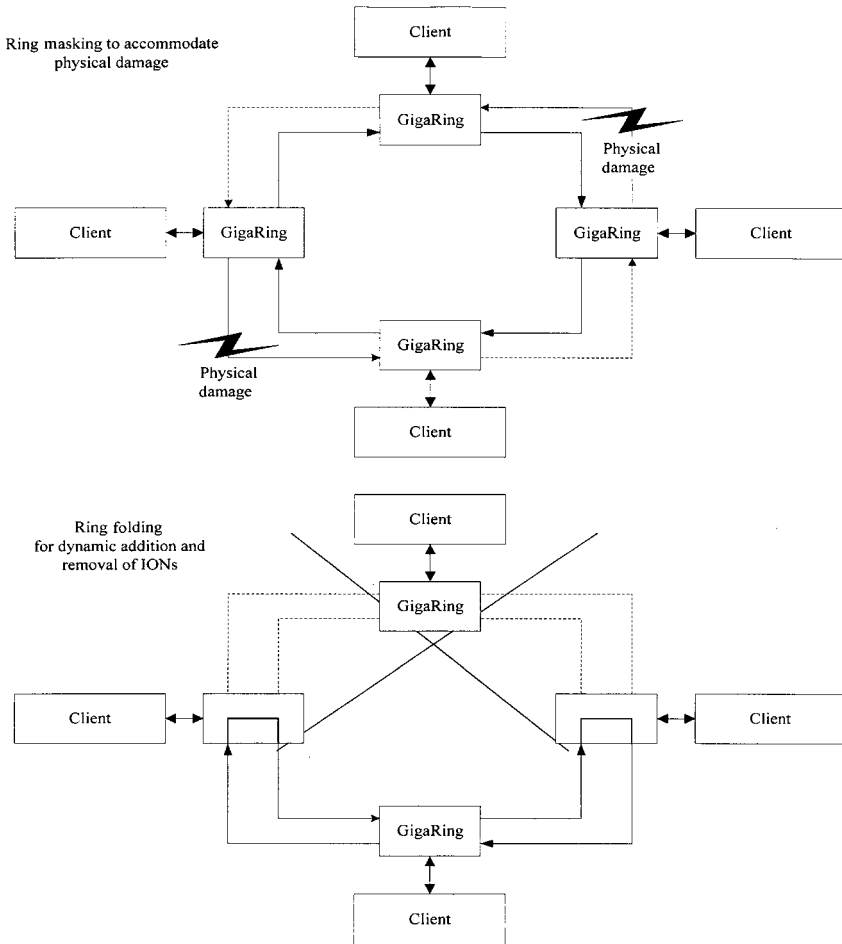 Ring masking to accommodate
physical damage
Client
GigaRing
Physical
damage
Client
GigaRing
GigaRing
Client
GigaRing
Physical
damage
Client
Ring folding
for dynamic addition and
removal of IONs
Client
GigaRing
Client
Client
GigaRing
Client